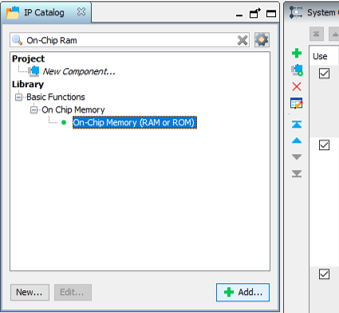 IP Catalog
System
On-Chip Ram
Use
Project
New Component...
Library
Basic Functions
On Chip Memory
On-Chip Memory (RAM or ROM)
New...
Edit...
Add...